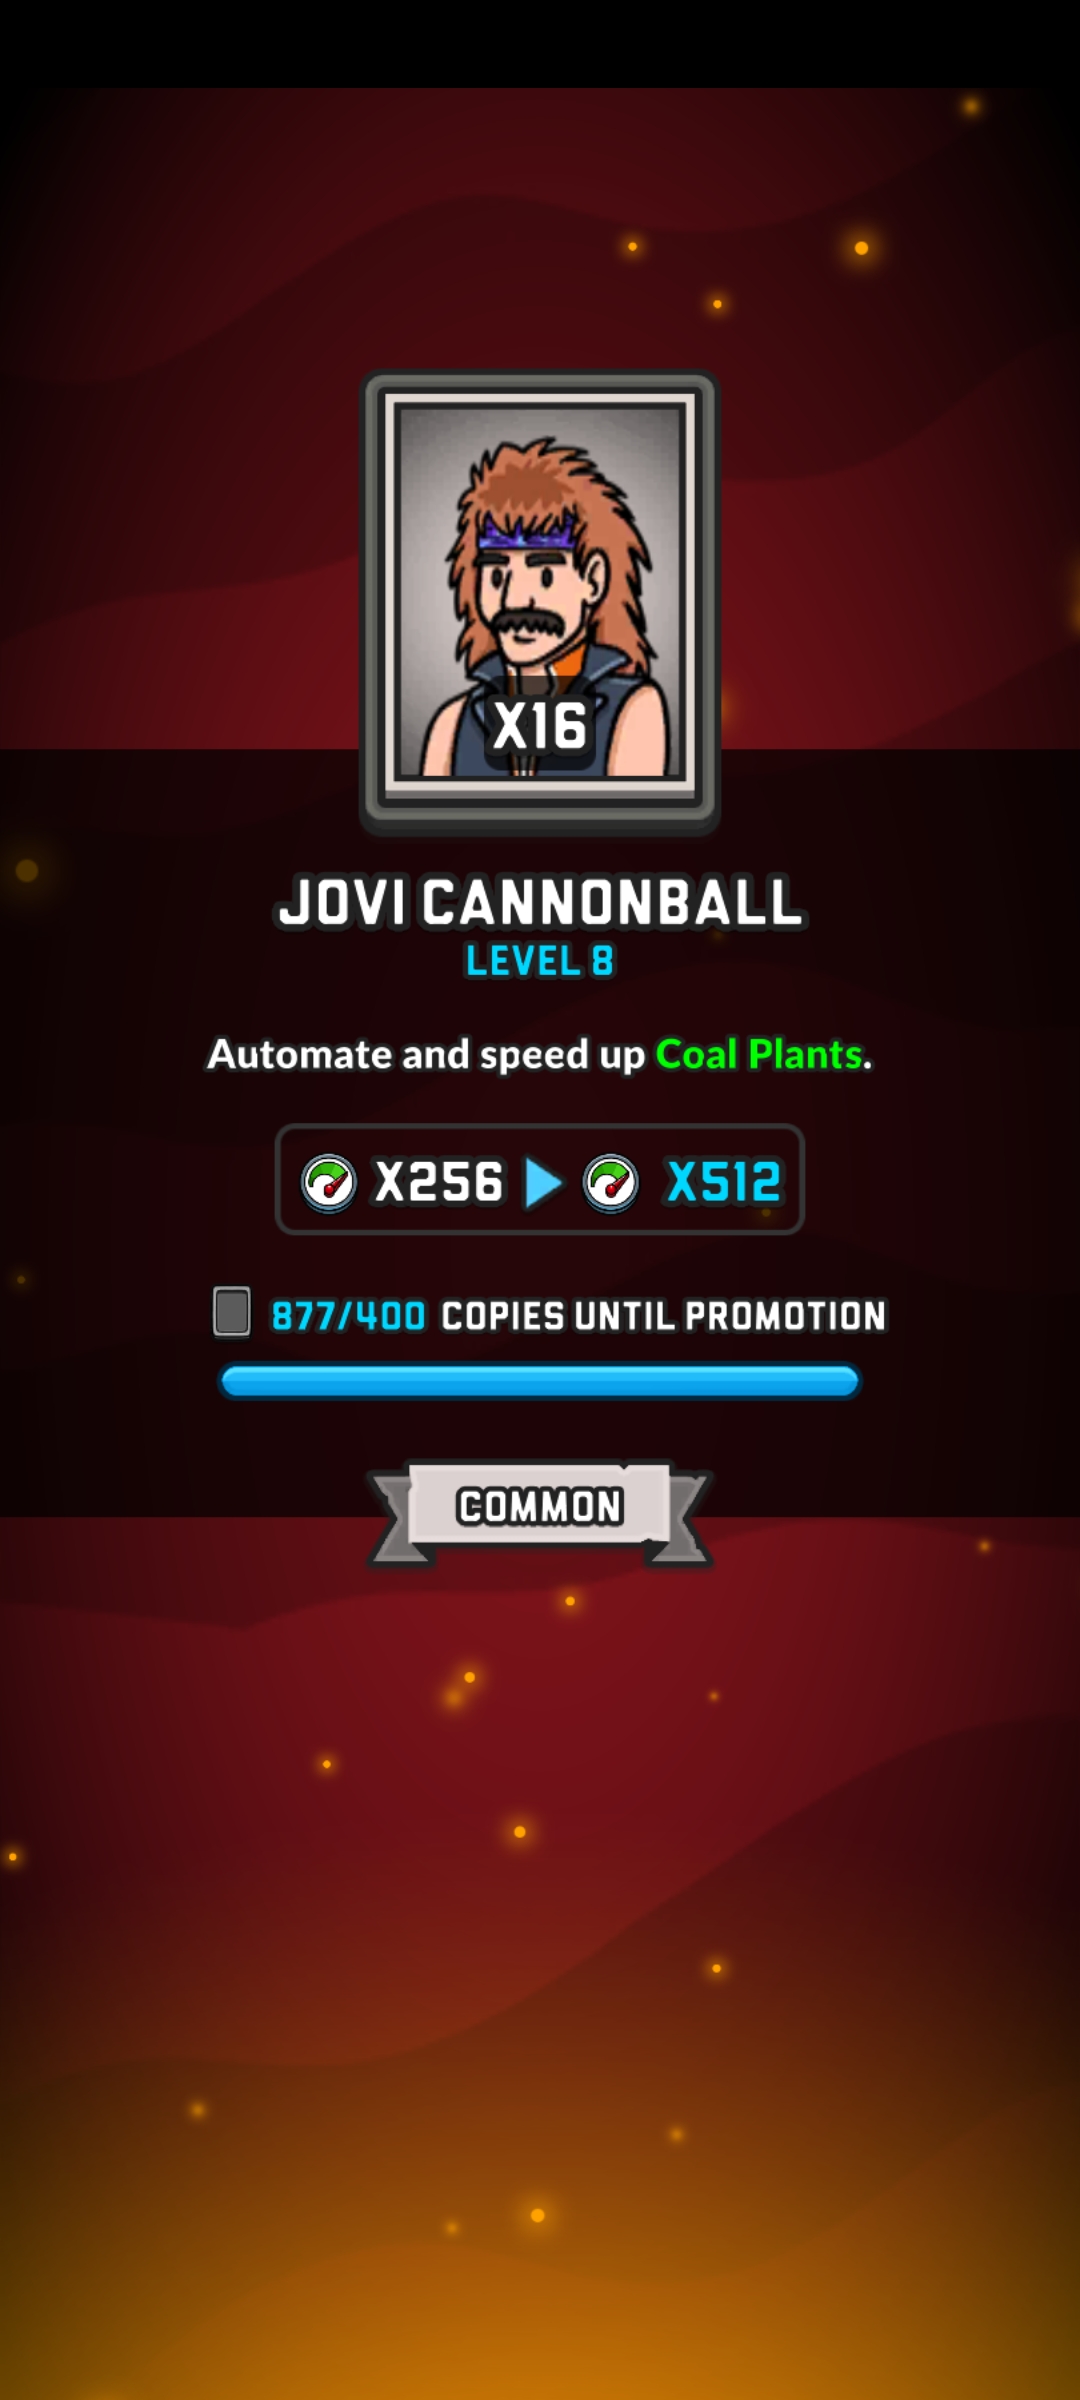 X16
JOVI CANNONBALL
LEVEL 8
Automate and speed up Coal Plants.
X256 X512
877/400 COPIES UNTIL PROMOTION
COMMON